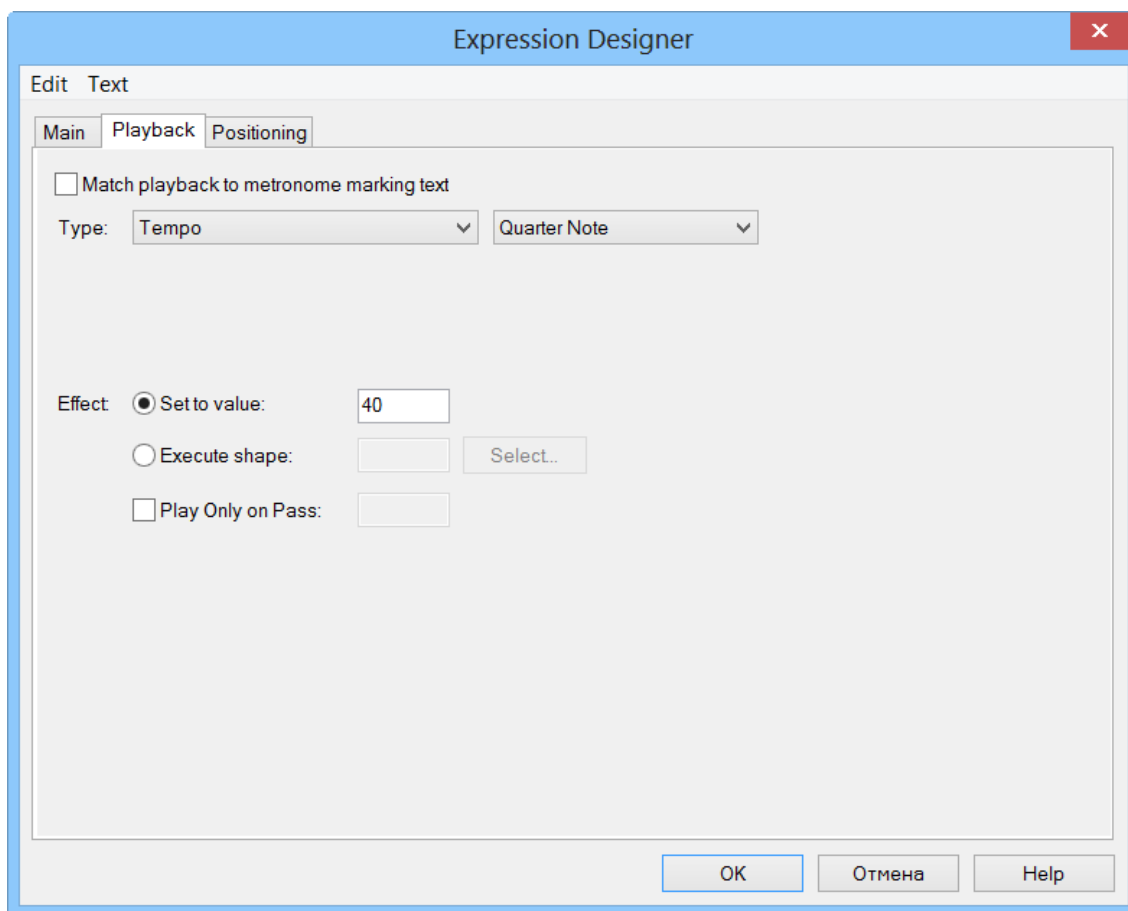 Expression Designer
Edit Text
Main Playback Positioning
Match playback to metronome marking text
Type: Tempo Quarter Note
Effect: Set to value: 40
Execute shape: Select...
Play Only on Pass:
OK Отмена Help